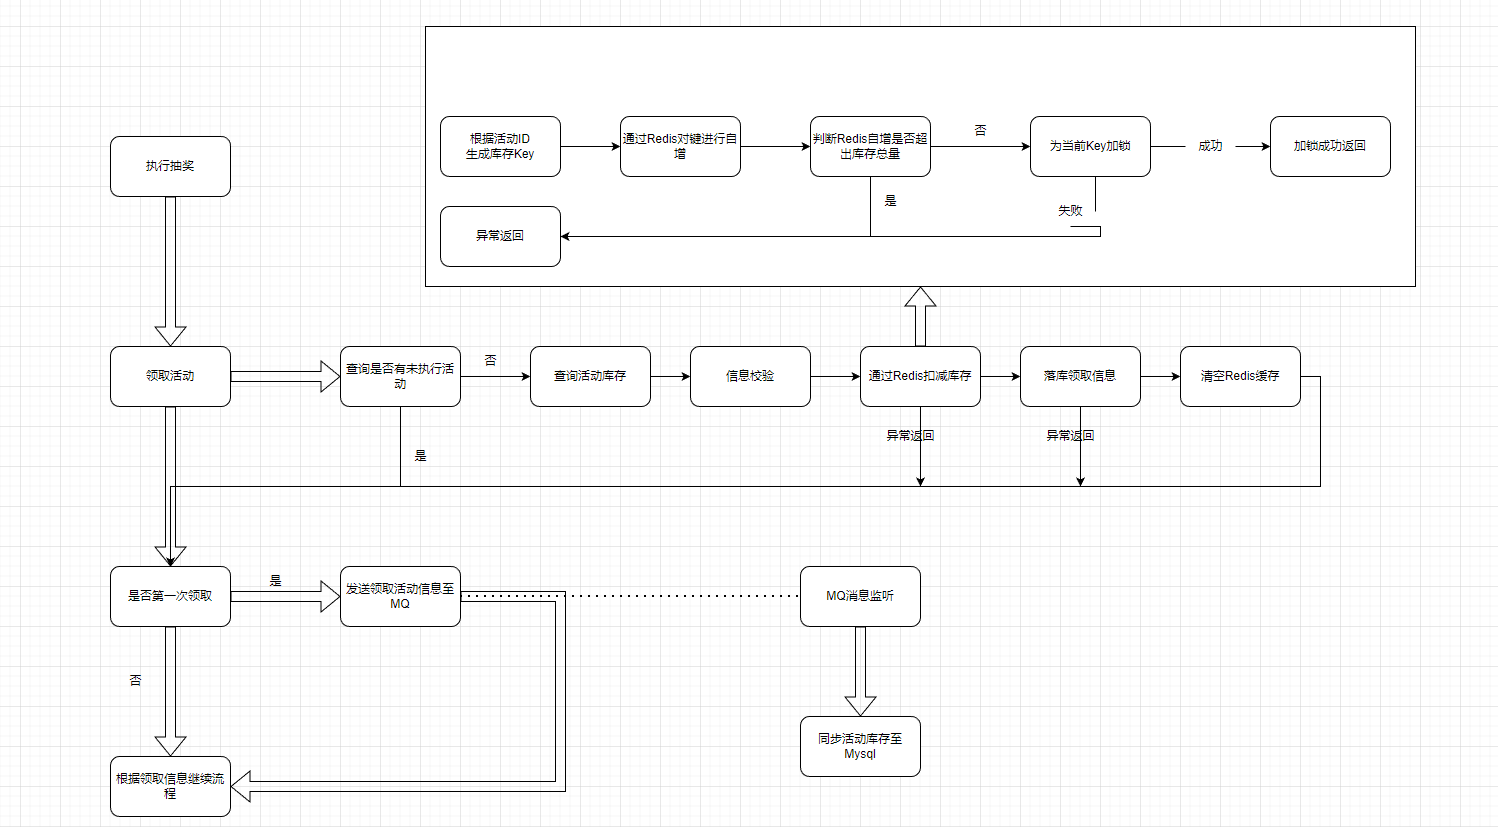 根据活动ID
生成库存Key
通过Redis对键进行自
增
判断Redis自增是否超
出库存总量
否
为当前Key加锁
成功
加锁成功返回
执行抽奖
是
失败
异常返回
领取活动
查询是否有未执行活
动
否
查询活动库存
信息校验
通过Redis扣减库存
落库领取信息
清空Redis缓存
异常返回
异常返回
是
是否第一次领取
是
发送领取活动信息至
MQ
MQ消息监听
否
同步活动库存至
Mysql
根据领取信息继续流
程